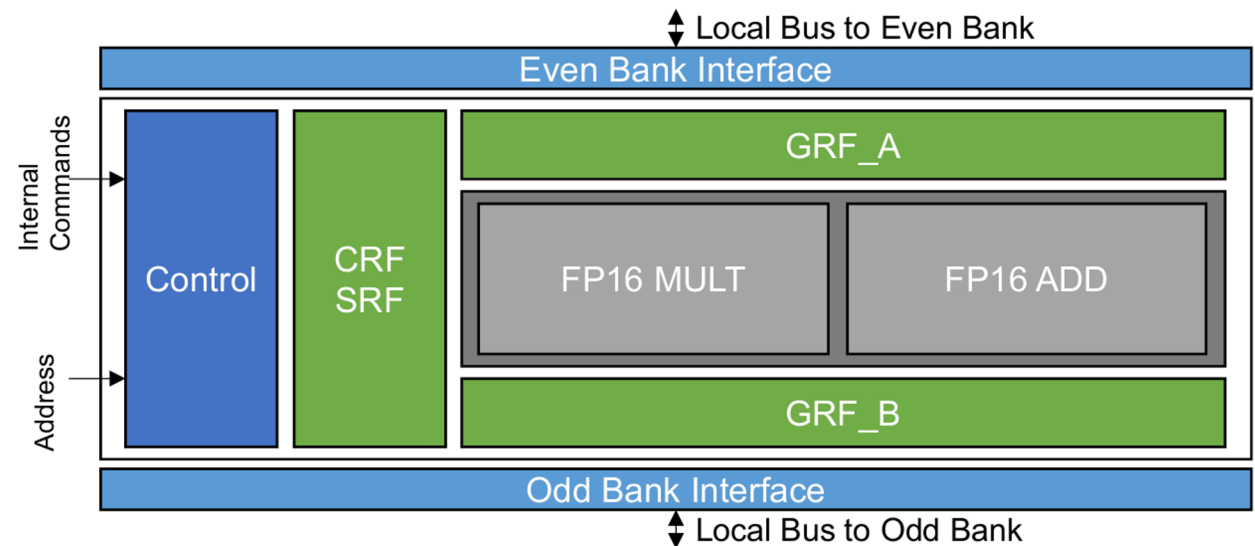 Local Bus to Even Bank
Even Bank Interface
Internal
Commands
Address
Control
CRF
SRF
GRF_A
FP16 MULT
FP16 ADD
GRF_B
Odd Bank Interface
Local Bus to Odd Bank